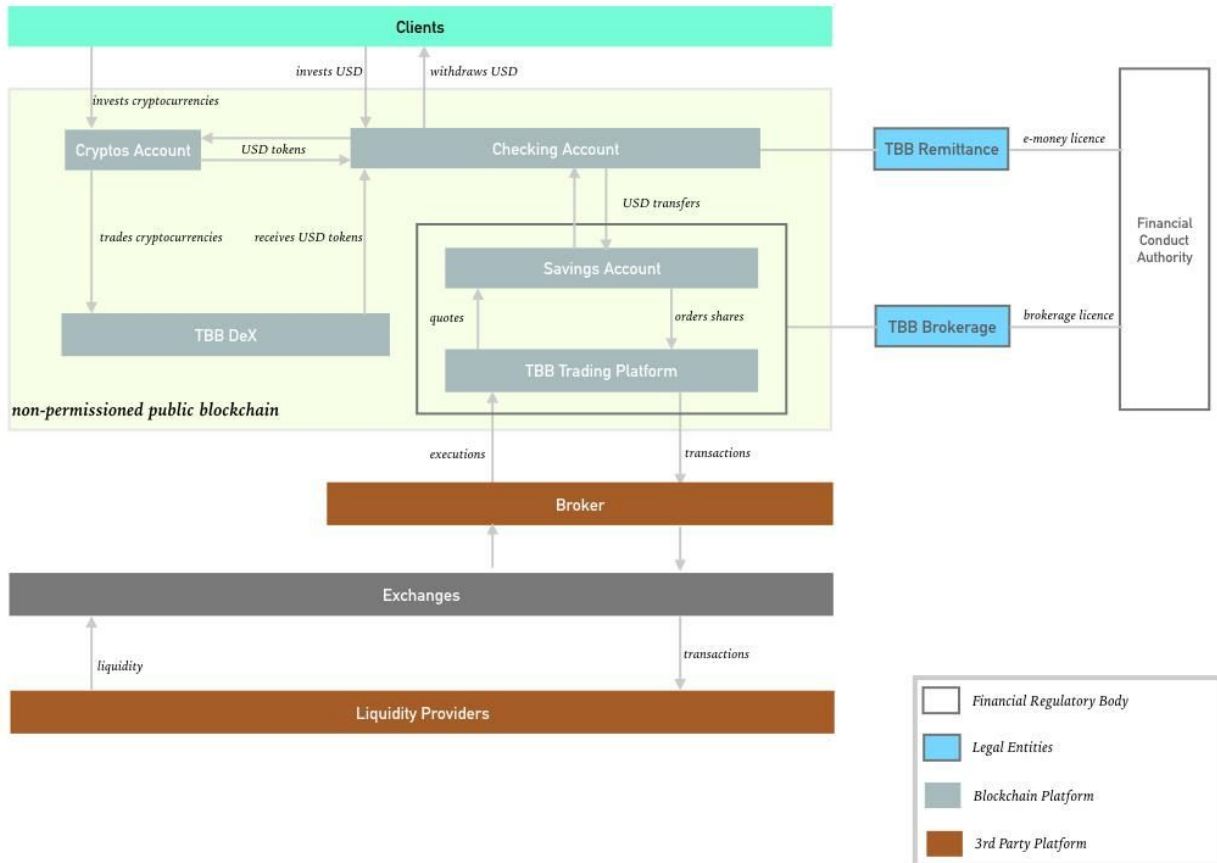 Clients
invests USD
withdraws USD
invests cryptocurrencies
Cryptos Account
USD tokens
Checking Account
TBB Remittance
e-money licence
USD transfers
trades cryptocurrencies
receives USD tokens
Financial
Conduct
Authority
Savings Account
quotes
orders shares
TBB DeX
TBB Brokerage
brokerage licence
TBB Trading Platform
non-permissioned public blockchain
executions
transactions
Broker
Exchanges
liquidity
transactions
Liquidity Providers
Financial Regulatory Body
Legal Entities
Blockchain Platform
3rd Party Platform